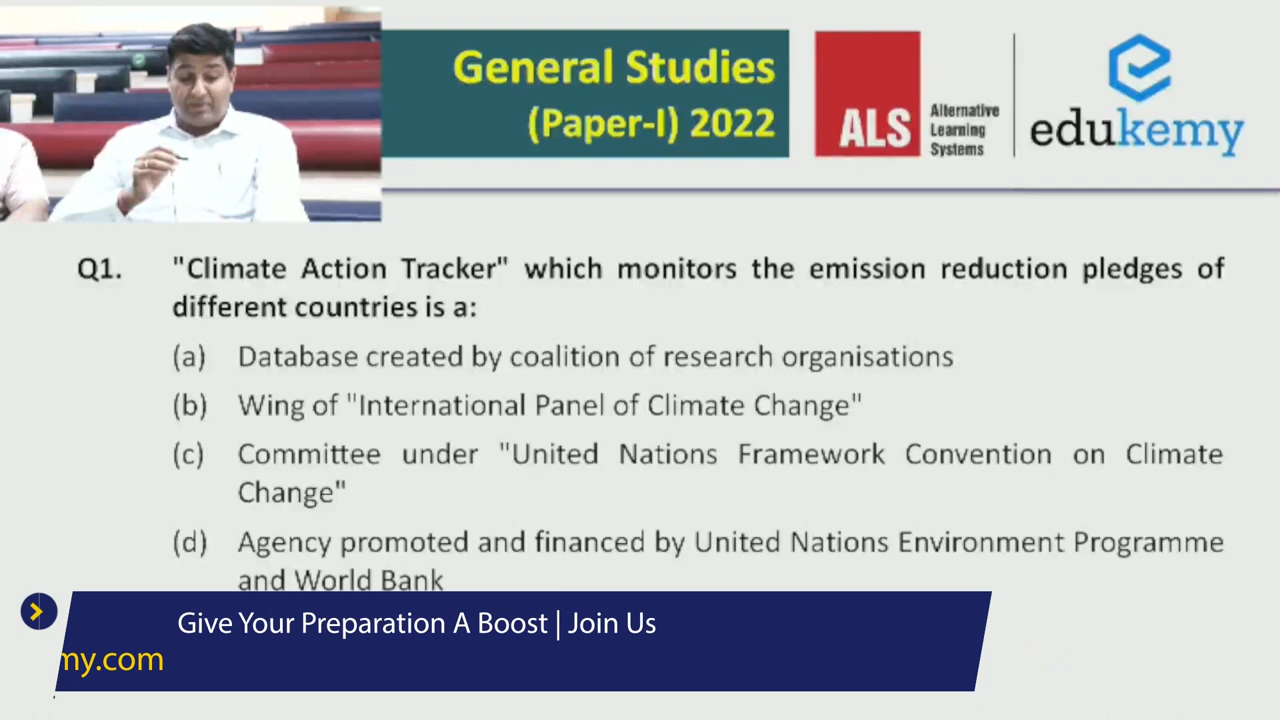 General Studies
(Paper-I) 2022
ALS
Alternative
Learning
Systems
edukemy
Q1. "Climate Action Tracker" which monitors the emission reduction pledges of
different countries is a:
(a) Database created by coalition of research organisations
(b) Wing of "International Panel of Climate Change"
(c) Committee under "United Nations Framework Convention on Climate
Change"
(d) Agency promoted and financed by United Nations Environment Programme
and World Bank
Give Your Preparation A Boost | Join Us
my.com